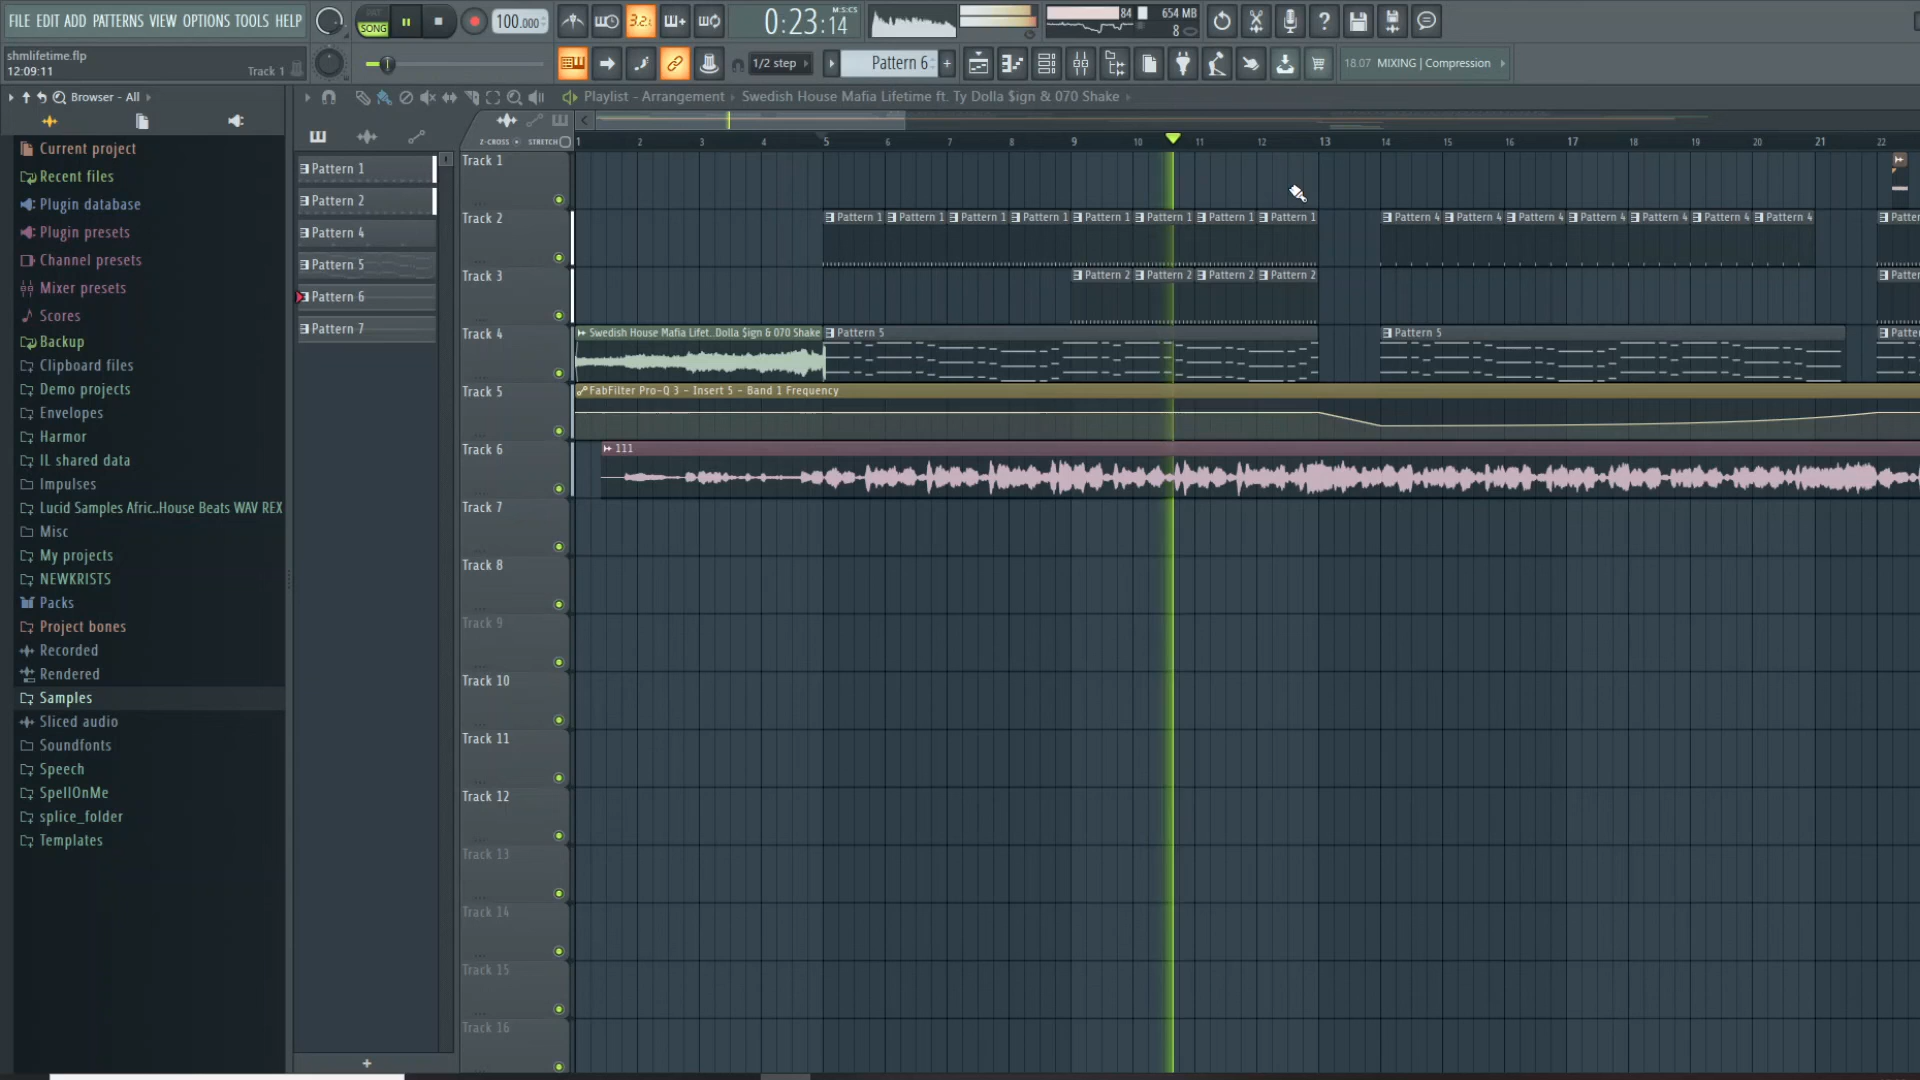 FILE EDIT ADD PATTERNS VIEW OPTIONS TOOLS HELP
PAT
SONG
100.000
3.2.
0:23:14
M:S:CS
84
654 MB
8
shmlifetime.flp
12:09:11
Track 1
1/2 step
Pattern 6
18.07 MIXING | Compression
Browser - All
Playlist - Arrangement
Swedish House Mafia Lifetime ft. Ty Dolla $ign & 070 Shake
Z-CROSS
STRETCH
1 2 3 4 5 6 7 8 9 10 11 12 13 14 15 16 17 18 19 20 21 22
Current project
Recent files
Plugin database
Plugin presets
Channel presets
Mixer presets
Scores
Backup
Clipboard files
Demo projects
Envelopes
Harmor
IL shared data
Impulses
Lucid Samples Afric..House Beats WAV REX
Misc
My projects
NEWKRISTS
Packs
Project bones
Recorded
Rendered
Samples
Sliced audio
Soundfonts
Speech
SpellOnMe
splice_folder
Templates
Pattern 1
Pattern 2
Pattern 4
Pattern 5
Pattern 6
Pattern 7
Track 1
Track 2
Pattern 1 Pattern 1 Pattern 1 Pattern 1 Pattern 1 Pattern 1 Pattern 1 Pattern 1 Pattern 4 Pattern 4 Pattern 4 Pattern 4 Pattern 4 Pattern 4 Pattern 4 Patter
Track 3
Pattern 2 Pattern 2 Pattern 2 Pattern 2 Patter
Track 4
Swedish House Mafia Lifet..Dolla $ign & 070 Shake Pattern 5 Pattern 5 Patter
Track 5
FabFilter Pro-Q 3 - Insert 5 - Band 1 Frequency
Track 6
111
Track 7
Track 8
Track 9
Track 10
Track 11
Track 12
Track 13
Track 14
Track 15
Track 16